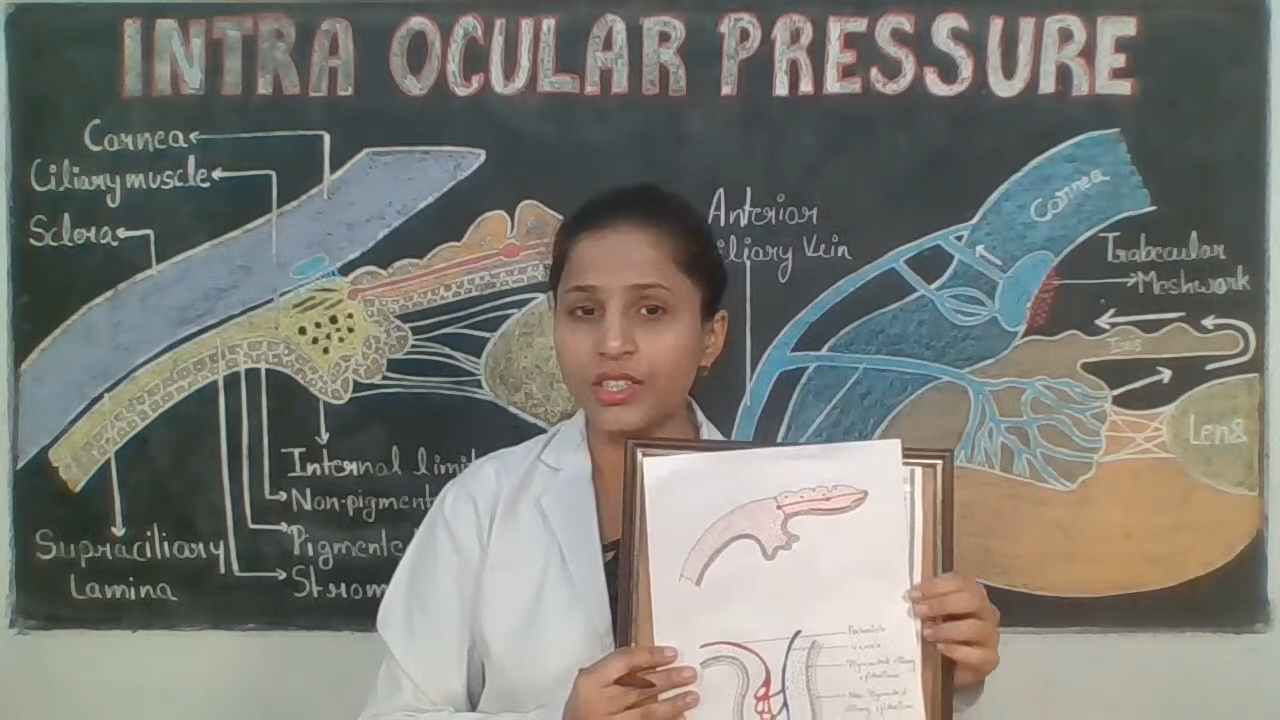 INTRA OCULAR PRESSURE
Cornea
Ciliary muscle
Sclera
Internal limit
Non-pigment
Pigmente
Strom
Supraciliary
Lamina
Anterior
iliary Vein
Cornea
Trabecular
Meshwork
Iris
Lens